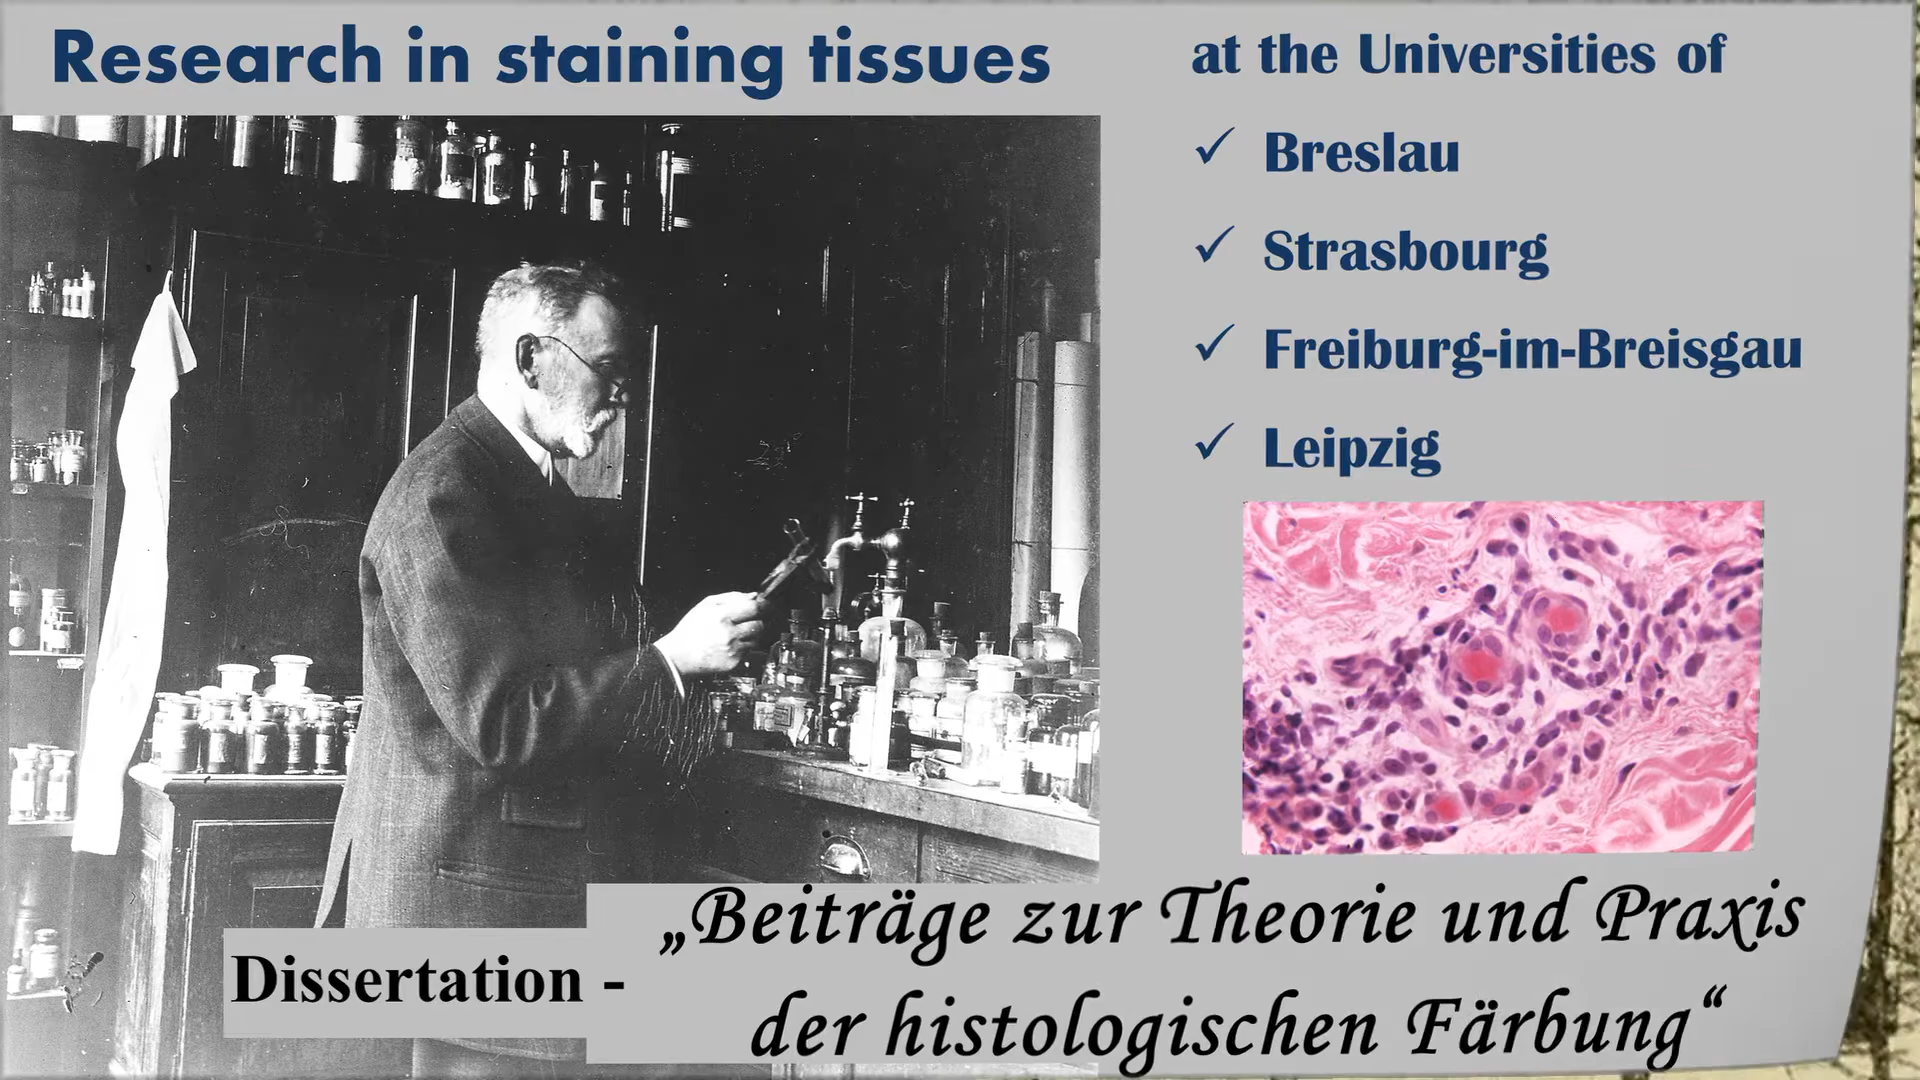 Research in staining tissues
at the Universities of
✓ Breslau
✓ Strasbourg
✓ Freiburg-im-Breisgau
✓ Leipzig
Dissertation -
„Beiträge zur Theorie und Praxis
der histologischen Färbung“